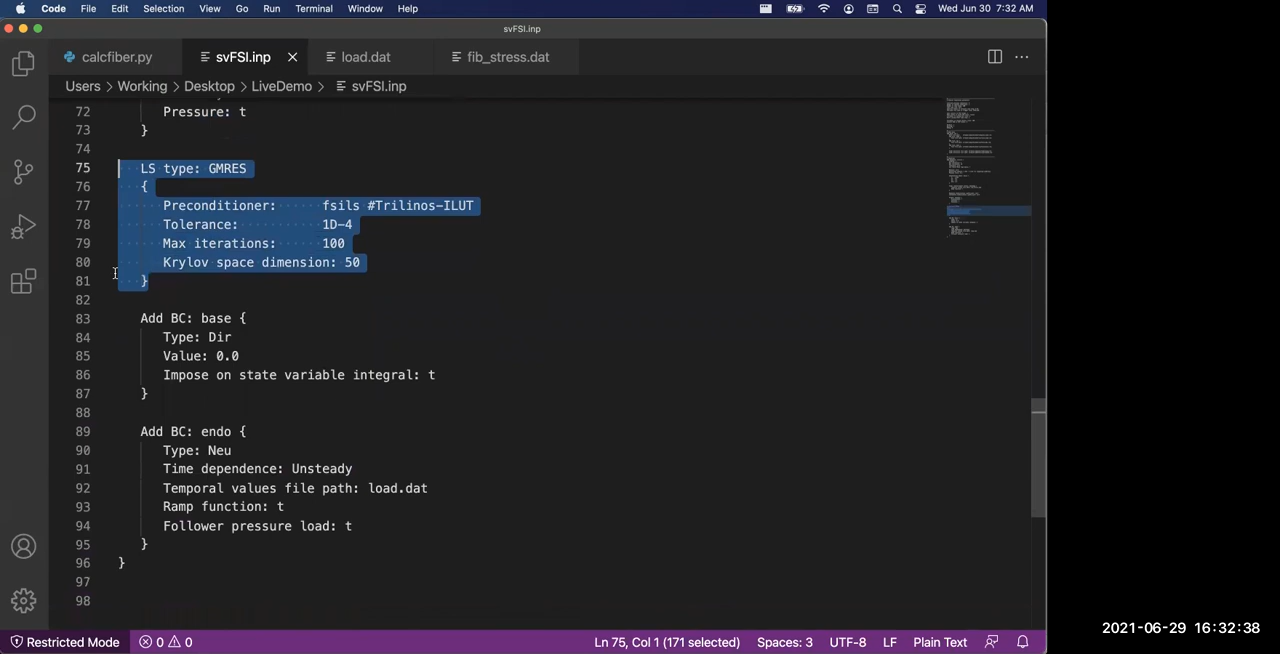 Code File Edit Selection View Go Run Terminal Window Help Wed Jun 30 7:32 AM
svFSI.inp
calcfiber.py svFSI.inp load.dat fib_stress.dat
Users > Working > Desktop > LiveDemo > svFSI.inp
72 Pressure: t
73 }
74
75 LS type: GMRES
76 {
77 Preconditioner: fsils #Trilinos-ILUT
78 Tolerance: 1D-4
79 Max iterations: 100
80 Krylov space dimension: 50
81 }
82
83 Add BC: base {
84 Type: Dir
85 Value: 0.0
86 Impose on state variable integral: t
87 }
88
89 Add BC: endo {
90 Type: Neu
91 Time dependence: Unsteady
92 Temporal values file path: load.dat
93 Ramp function: t
94 Follower pressure load: t
95 }
96 }
97
98
Restricted Mode 0 0 Ln 75, Col 1 (171 selected) Spaces: 3 UTF-8 LF Plain Text
2021-06-29 16:32:38